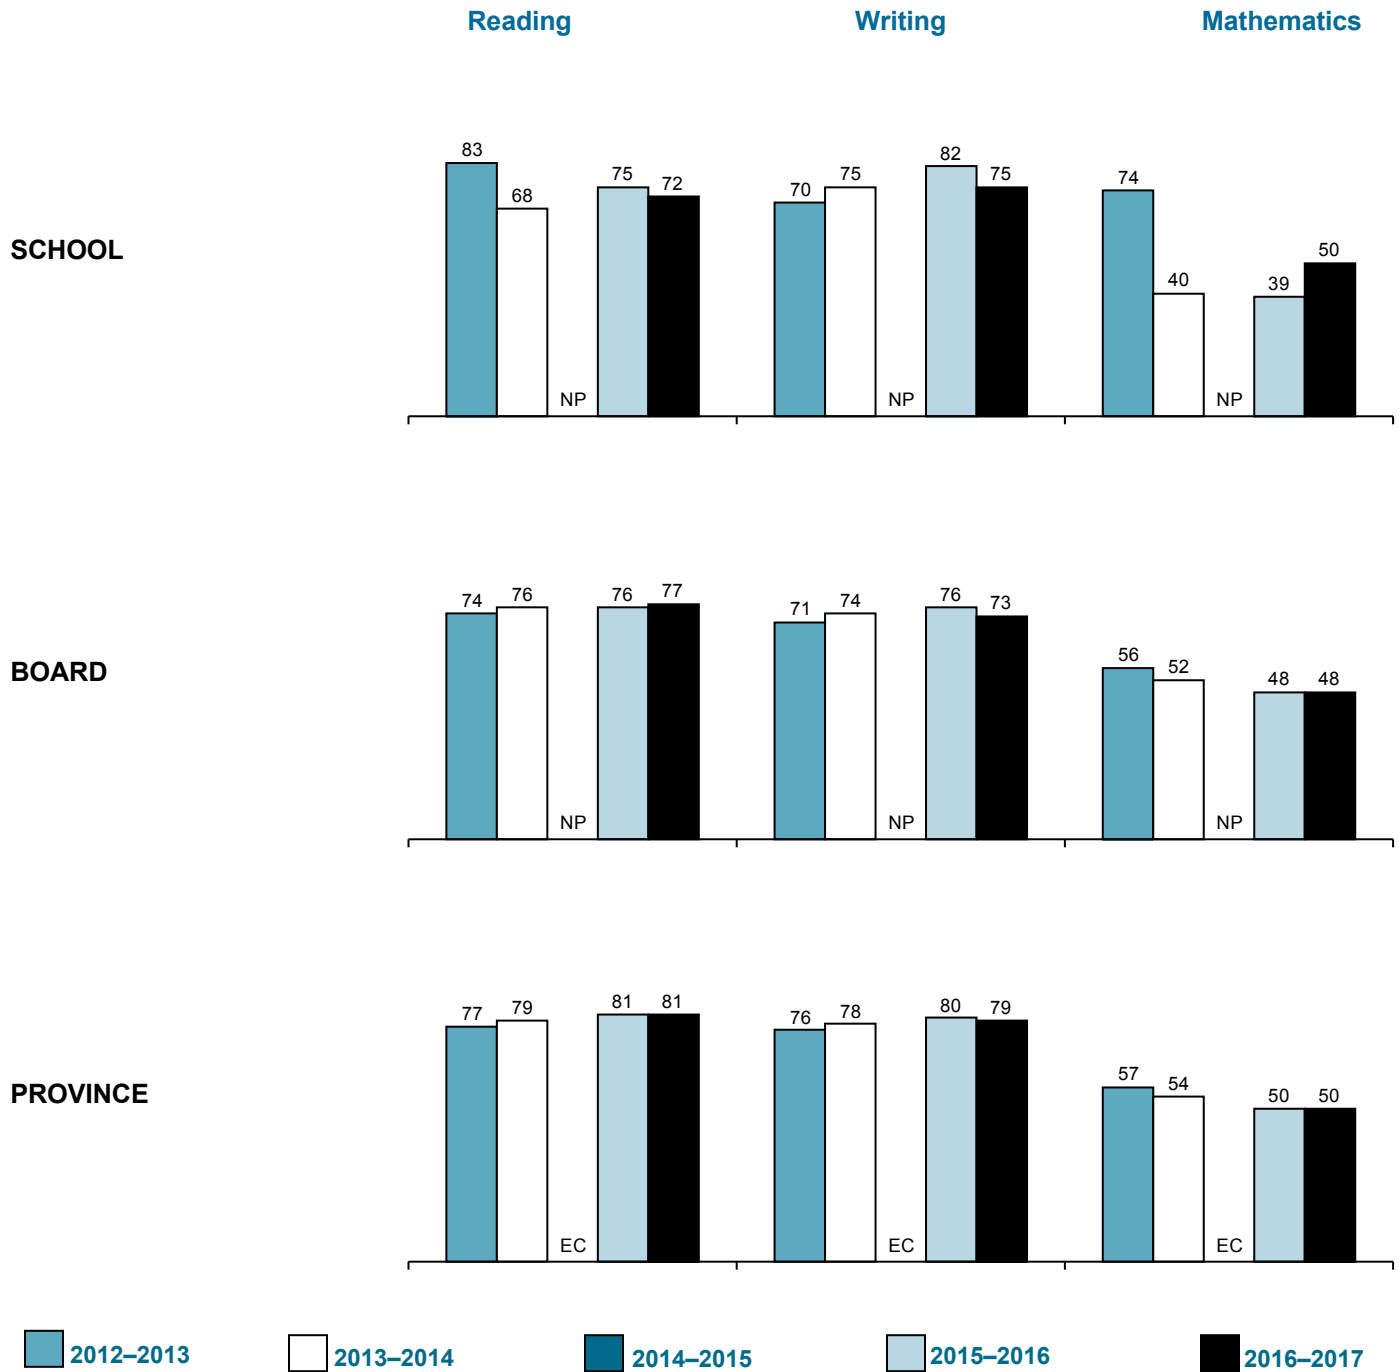 Reading Writing Mathematics
SCHOOL
83 68 NP 75 72 70 75 NP 82 75 74 40 NP 39 50
BOARD
74 76 NP 76 77 71 74 NP 76 73 56 52 NP 48 48
PROVINCE
77 79 EC 81 81 76 78 EC 80 79 57 54 EC 50 50
2012–2013 2013–2014 2014–2015 2015–2016 2016–2017